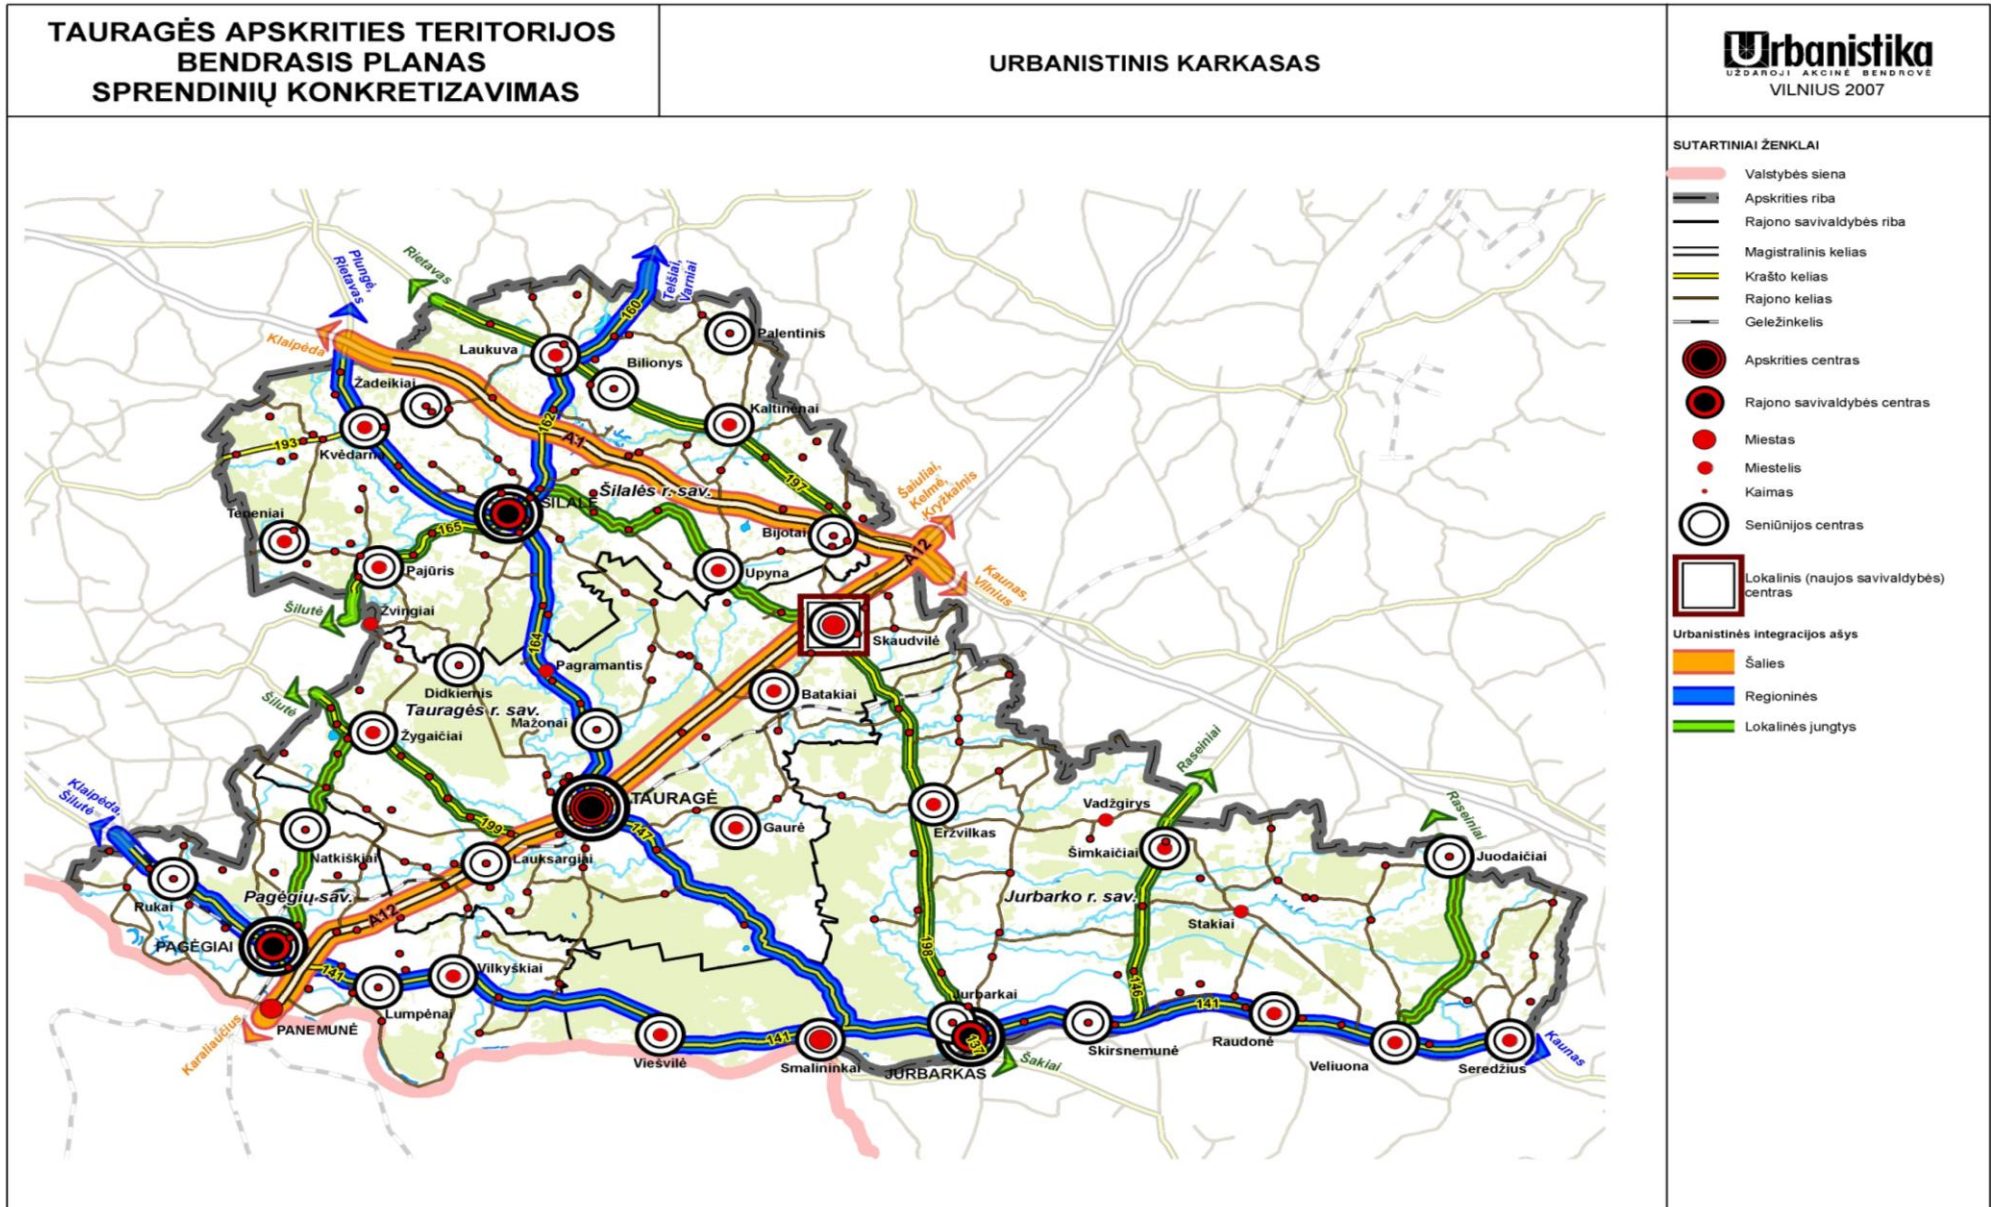 TAURAGĖS APSKRITIES TERITORIJOS
BENDRASIS PLANAS
SPRENDINIŲ KONKRETIZAVIMAS
URBANISTINIS KARKASAS
Urbanistika
UŽDAROJI AKCINĖ BENDROVĖ
VILNIUS 2007
SUTARTINIAI ŽENKLAI
Valstybės siena
Apskrities riba
Rajono savivaldybės riba
Magistralinis kelias
Krašto kelias
Rajono kelias
Geležinkelis
Apskrities centras
Rajono savivaldybės centras
Miestas
Miestelis
Kaimas
Seniūnijos centras
Lokalinis (naujos savivaldybės)
centras
Urbanistinės integracijos ašys
Šalies
Regioninės
Lokalinės jungtys
Plungė,
Rietavas
Rietavas
Telšiai,
Varniai
160
Klaipėda
Laukuva
Palentinis
Bilionys
Žadeikiai
Kaltinėnai
162
A1
193
Kvėdarna
197
Šiauliai,
Kelmė,
Kryžkalnis
Šilalės r. sav.
ŠILALĖ
Teneniai
165
Bijotai
A12
Pajūris
Upyna
Kaunas,
Vilnius
Šilutė
Žvingiai
164
Skaudvilė
Pagramantis
Didkiemis
Batakiai
Šilutė
Tauragės r. sav.
Mažonai
Žygaičiai
Raseiniai
Klaipėda,
Šilutė
TAURAGĖ
Vadžgirys
Raseiniai
199
147
Gaurė
Eržvilkas
Natkiškiai
Lauksargiai
Šimkaičiai
Juodaičiai
Rukai
Pagėgių sav.
Jurbarko r. sav.
A12
Stakiai
PAGĖGIAI
198
141
Vilkyškiai
146
Lumpėnai
Jurbarkai
141
PANEMUNĖ
Karaliaučius
Viešvilė
141
Smalininkai
137
JURBARKAS
Šakiai
Skirsnemunė
Raudonė
Veliuona
Seredžius
Kaunas